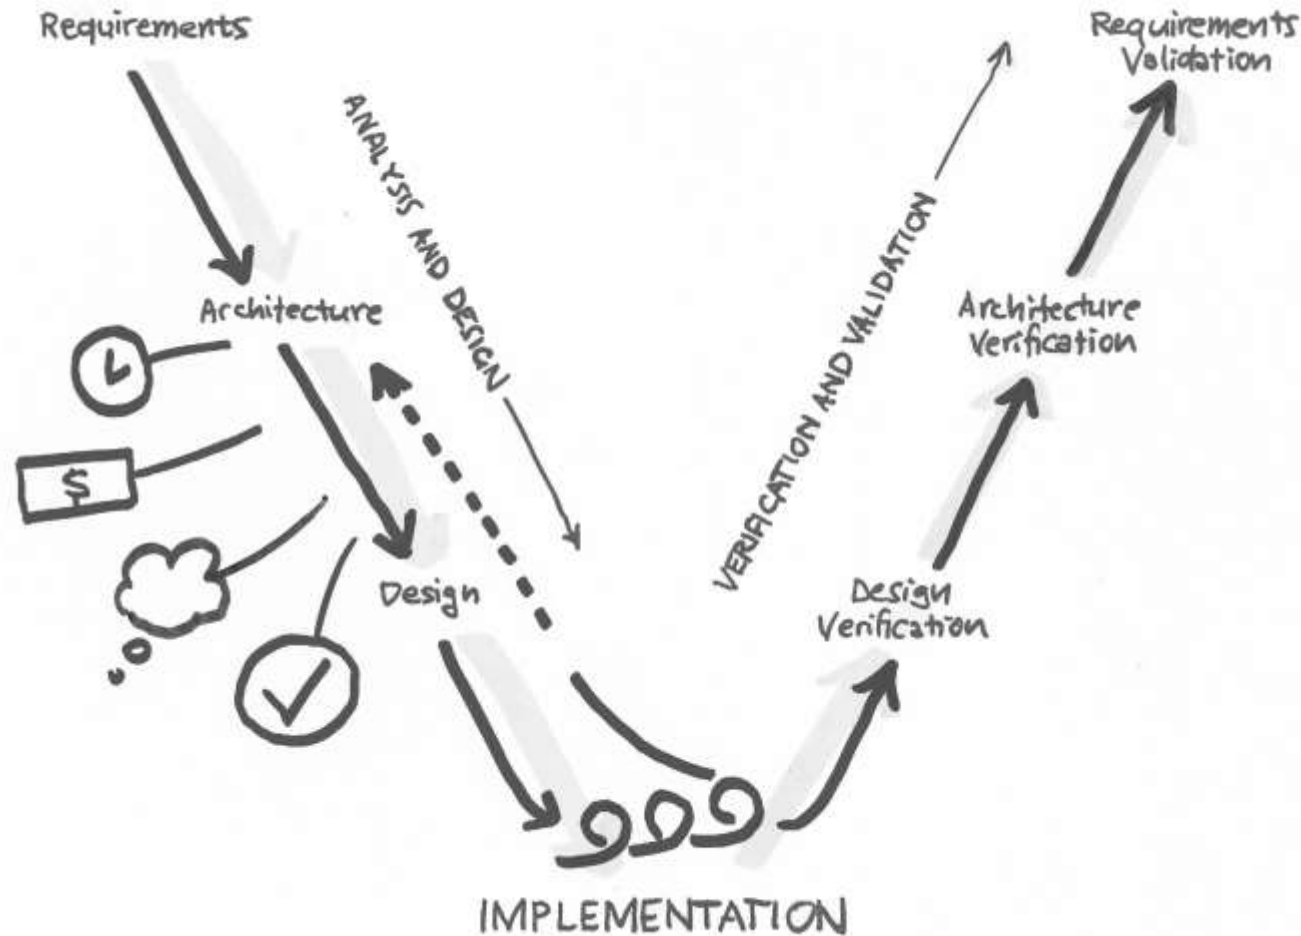 Requirements
Requirements
Validation
ANALYSIS AND DESIGN
VERIFICATION AND VALIDATION
Architecture
Architecture
Verification
$
Design
Design
Verification
IMPLEMENTATION